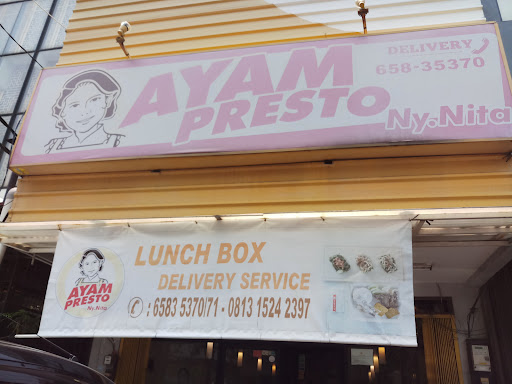 AYAM
PRESTO
Ny.Nita
DELIVERY
658-35370
LUNCH BOX
DELIVERY SERVICE
: 6583 5370/71 - 0813 1524 2397
AYAM
PRESTO
Ny.Nita